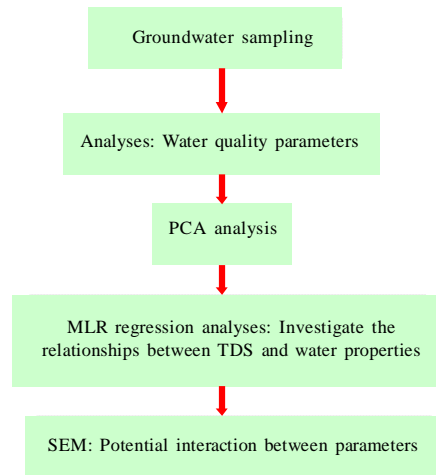 Groundwater sampling
Analyses: Water quality parameters
PCA analysis
MLR regression analyses: Investigate the
relationships between TDS and water properties
SEM: Potential interaction between parameters